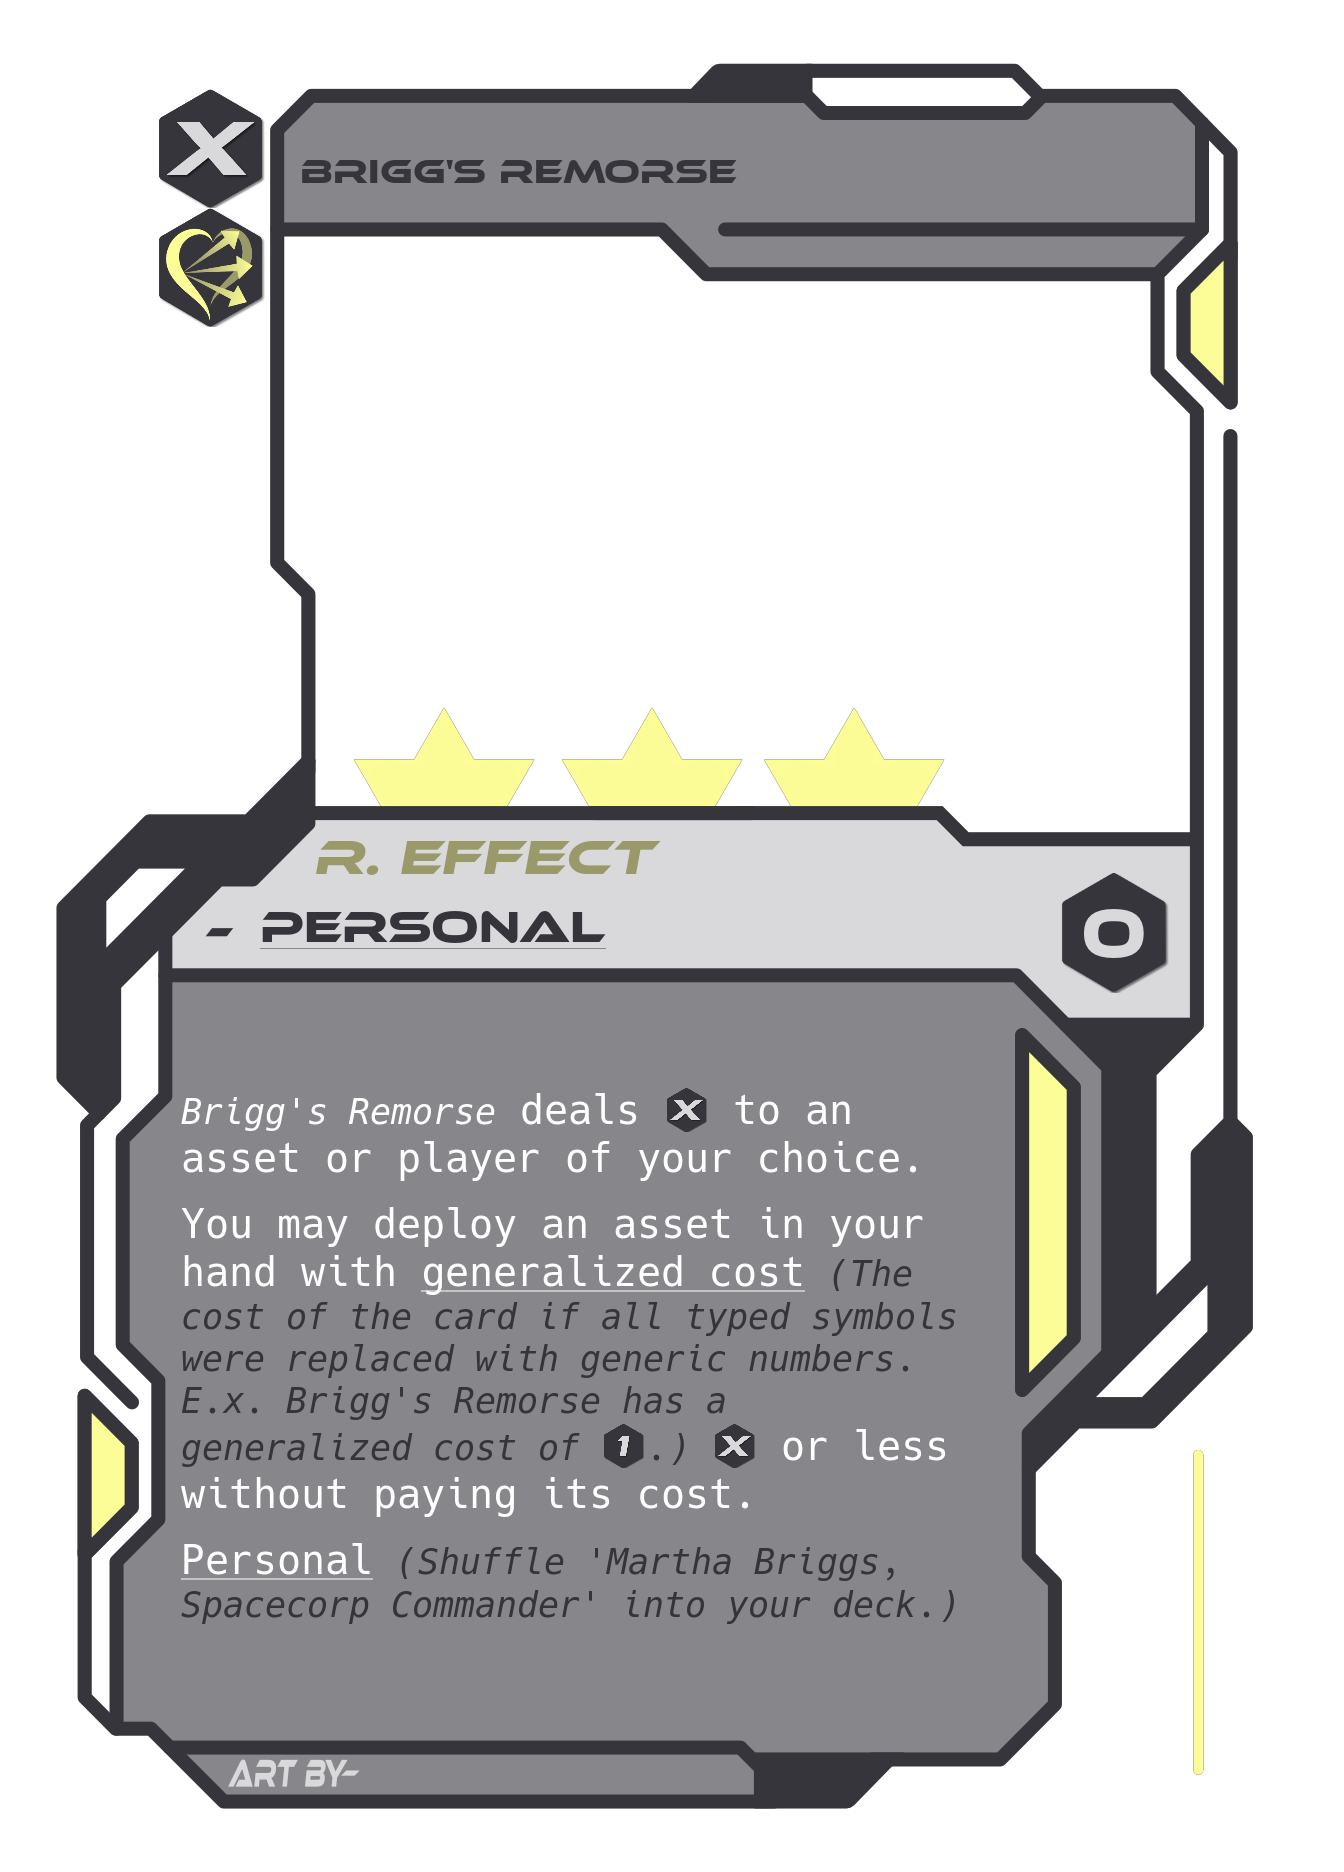 X
BRIGG'S REMORSE
R. EFFECT
- PERSONAL
0
Brigg's Remorse deals X to an
asset or player of your choice.
You may deploy an asset in your
hand with generalized cost (The
cost of the card if all typed symbols
were replaced with generic numbers.
E.x. Brigg's Remorse has a
generalized cost of 1.) X or less
without paying its cost.
Personal (Shuffle 'Martha Briggs,
Spacecorp Commander' into your deck.)
ART BY-